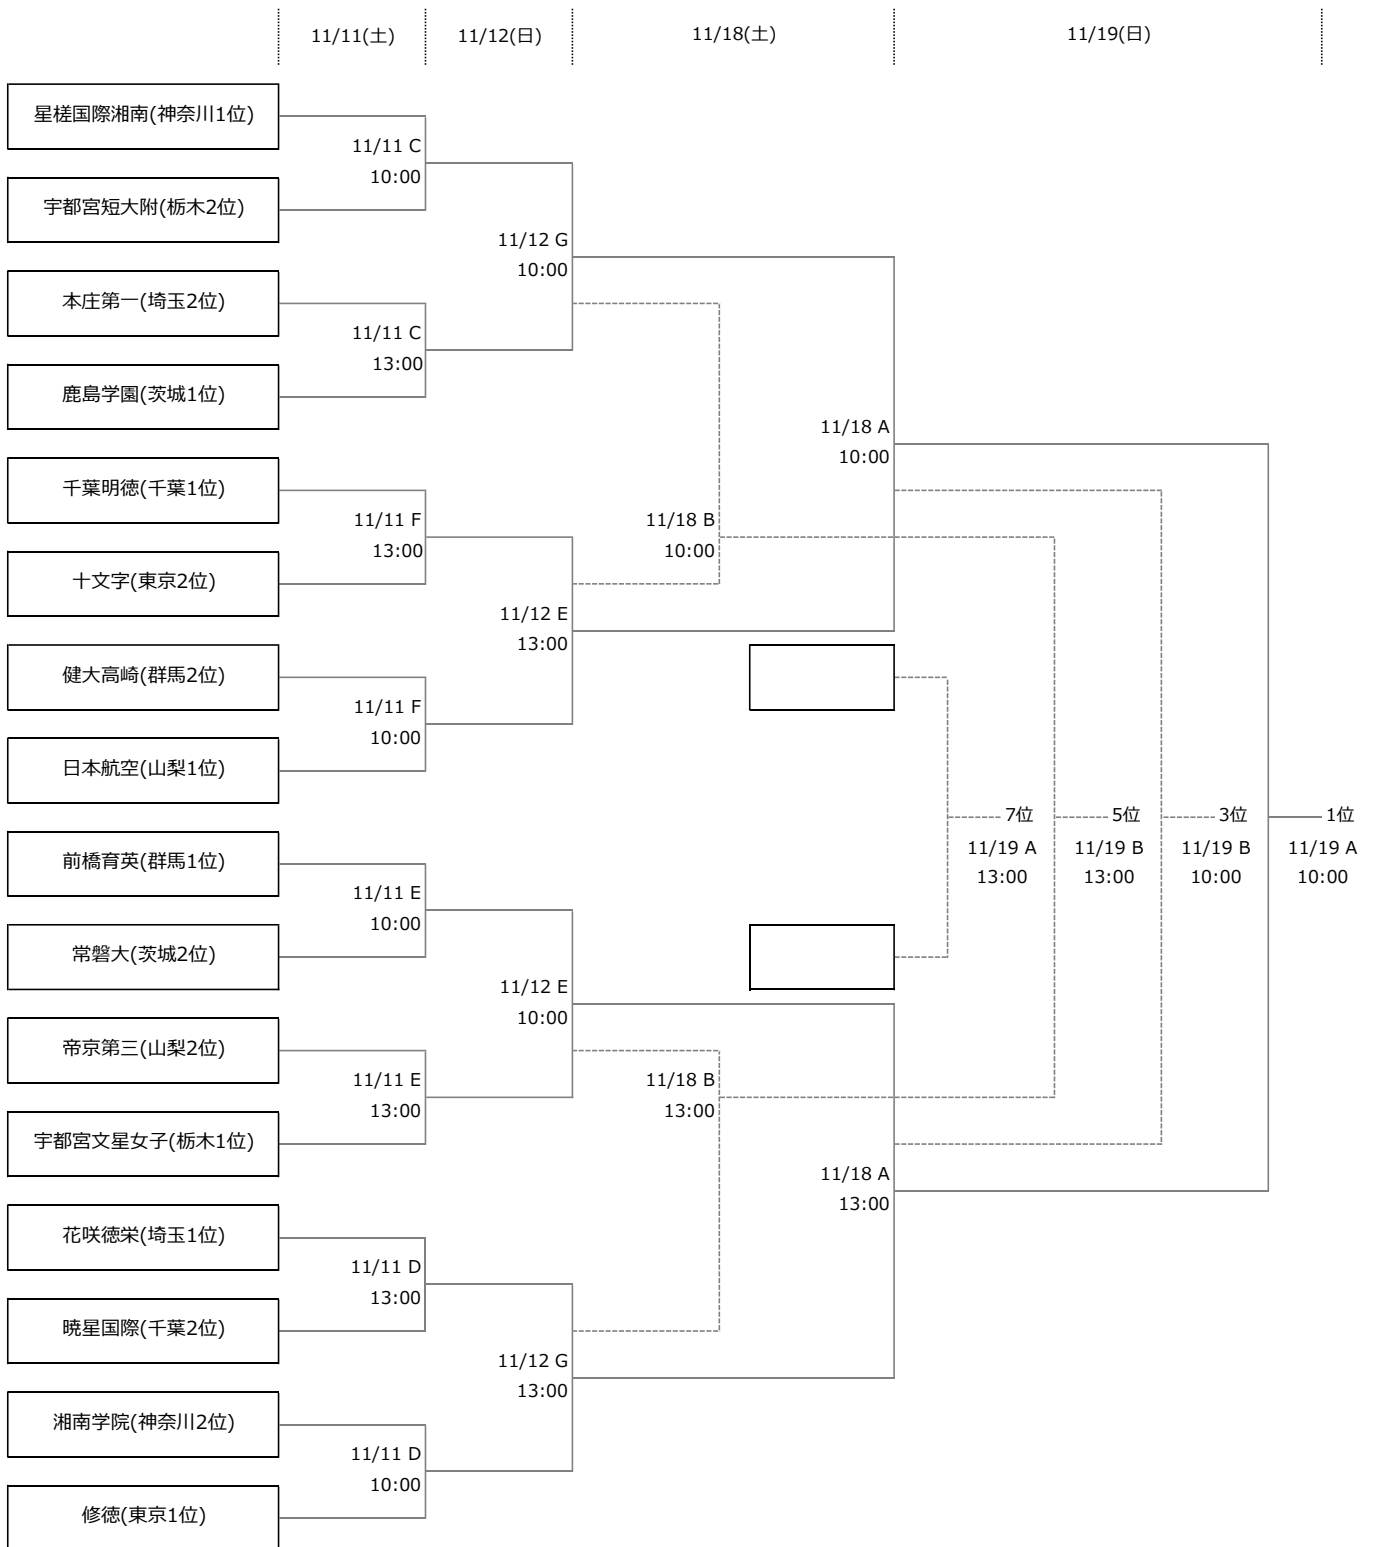 11/11(土)
11/12(日)
11/18(土)
11/19(日)
星槎国際湘南(神奈川1位)
11/11 C
10:00
宇都宮短大附(栃木2位)
11/12 G
10:00
本庄第一(埼玉2位)
11/11 C
13:00
鹿島学園(茨城1位)
11/18 A
10:00
千葉明徳(千葉1位)
11/11 F
13:00
11/18 B
10:00
十文字(東京2位)
11/12 E
13:00
健大高崎(群馬2位)
11/11 F
10:00
日本航空(山梨1位)
7位
5位
3位
1位
11/19 A
11/19 B
11/19 B
11/19 A
13:00
13:00
10:00
10:00
前橋育英(群馬1位)
11/11 E
10:00
常磐大(茨城2位)
11/12 E
10:00
帝京第三(山梨2位)
11/11 E
13:00
11/18 B
13:00
宇都宮文星女子(栃木1位)
11/18 A
13:00
花咲徳栄(埼玉1位)
11/11 D
13:00
暁星国際(千葉2位)
11/12 G
13:00
湘南学院(神奈川2位)
11/11 D
10:00
修徳(東京1位)